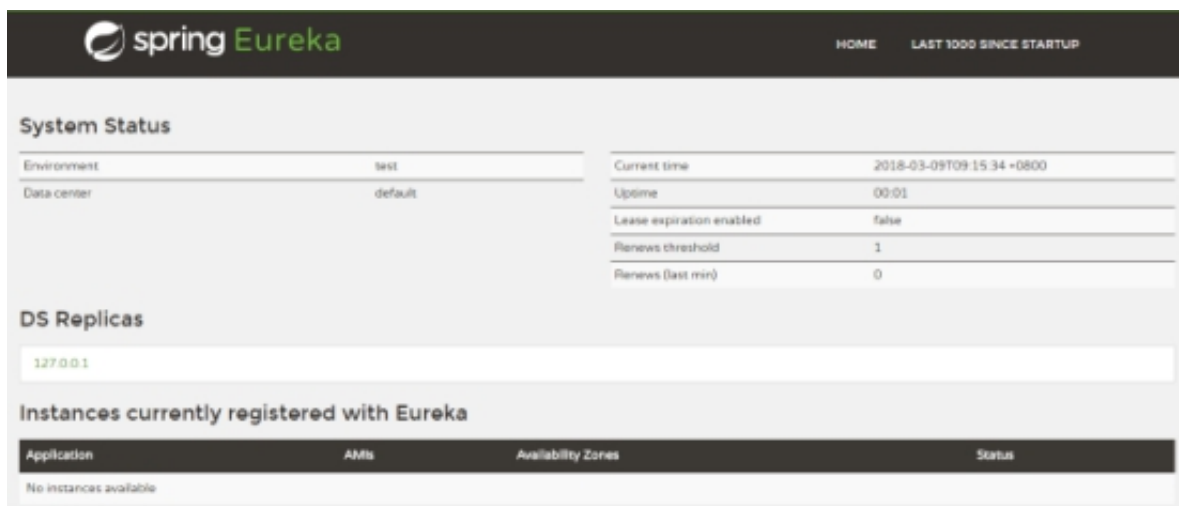 spring Eureka
HOME LAST 1000 SINCE STARTUP
System Status
Environment test
Data center default
Current time 2018-03-09T09:15:34 +0800
Uptime 00:01
Lease expiration enabled false
Renews threshold 1
Renews (last min) 0
DS Replicas
127.0.0.1
Instances currently registered with Eureka
Application AMIs Availability Zones Status
No instances available